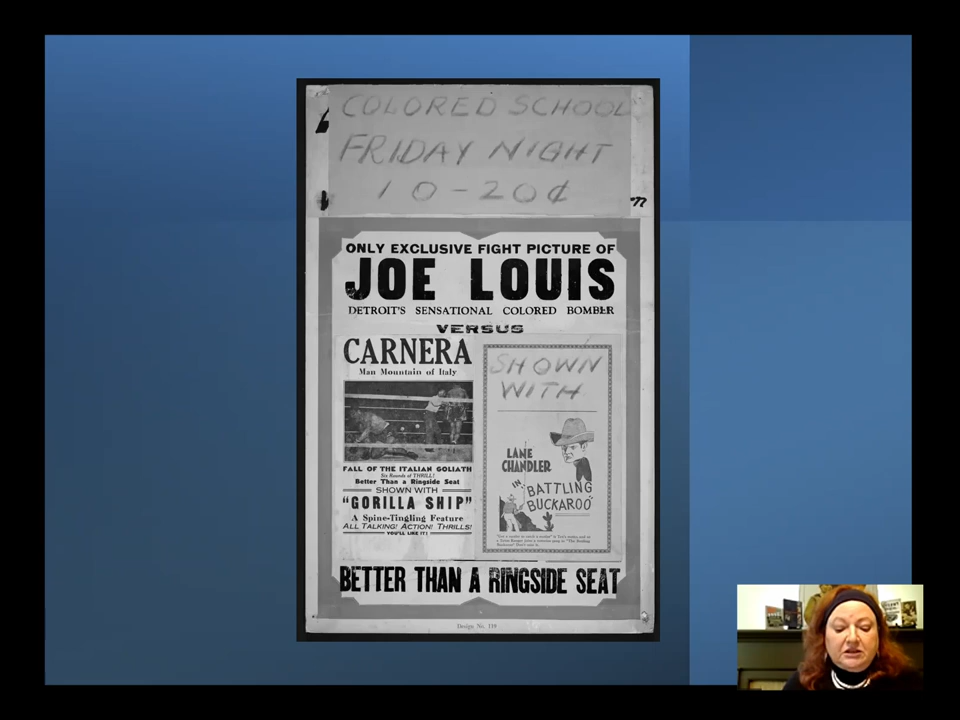 COLORED SCHOOL
FRIDAY NIGHT
10-20¢
ONLY EXCLUSIVE FIGHT PICTURE OF
JOE LOUIS
DETROIT'S SENSATIONAL COLORED BOMBER
VERSUS
CARNERA
Man Mountain of Italy
FALL OF THE ITALIAN GOLIATH
Six Rounds of THRILL!
Better Than a Ringside Seat
SHOWN WITH
"GORILLA SHIP"
A Spine-Tingling Feature
ALL TALKING! ACTION! THRILLS!
YOU'LL LIKE IT!
SHOWN
WITH
LANE
CHANDLER
IN
"BATTLING
BUCKAROO"
BETTER THAN A RINGSIDE SEAT
Design No. 139